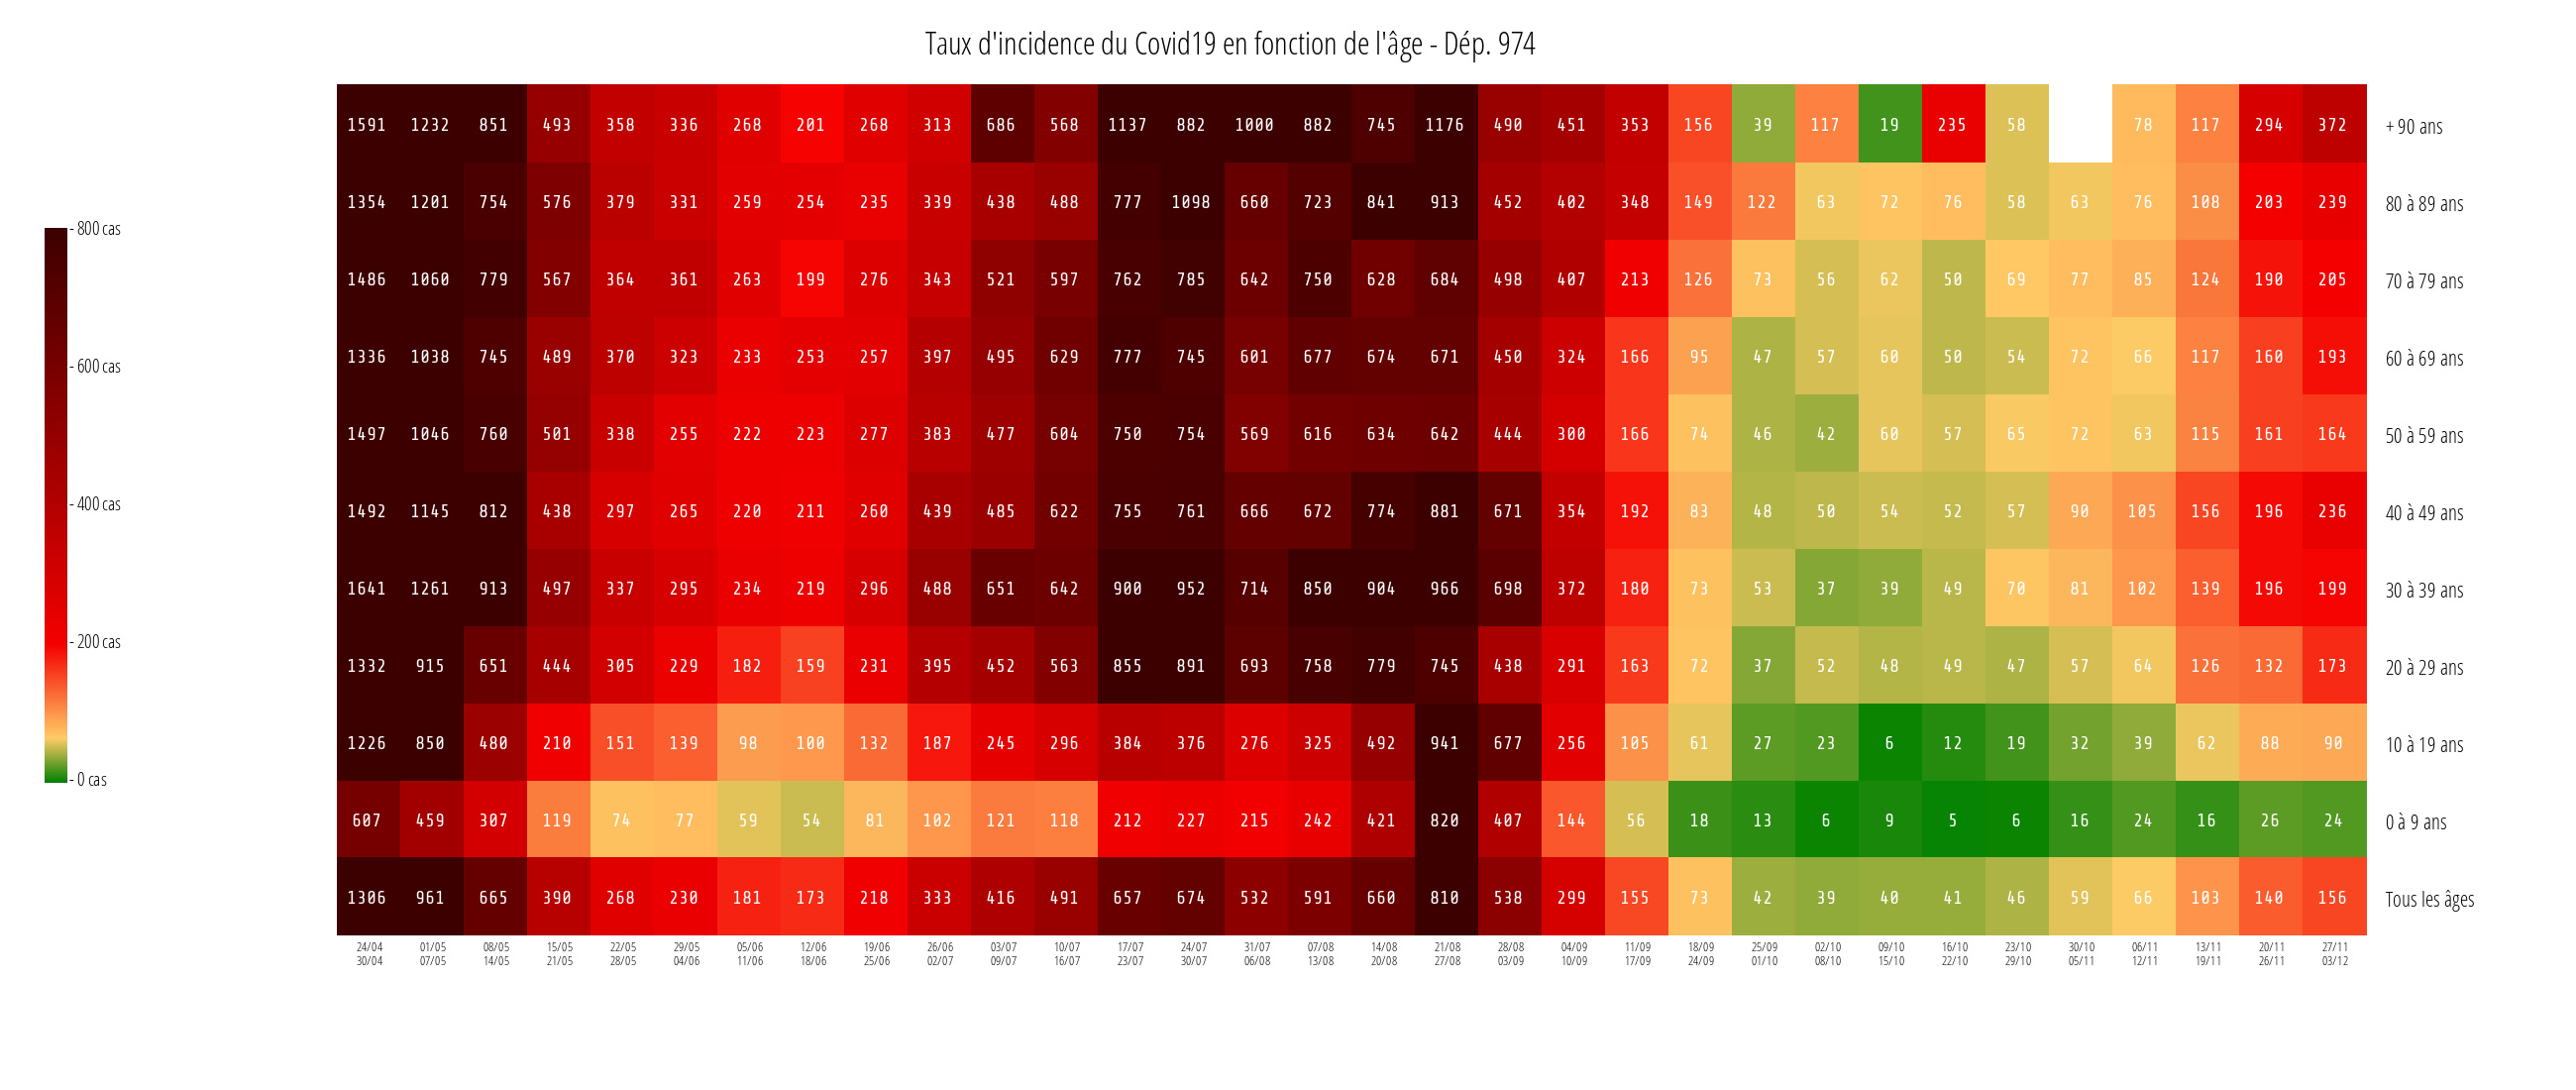 Taux d'incidence du Covid19 en fonction de l'âge - Dép. 974
- 800 cas
- 600 cas
- 400 cas
- 200 cas
- 0 cas
1591 1232 851 493 358 336 268 201 268 313 686 568 1137 882 1000 882 745 1176 490 451 353 156 39 117 19 235 58 78 117 294 372 + 90 ans
1354 1201 754 576 379 331 259 254 235 339 438 488 777 1098 660 723 841 913 452 402 348 149 122 63 72 76 58 63 76 108 203 239 80 à 89 ans
1486 1060 779 567 364 361 263 199 276 343 521 597 762 785 642 750 628 684 498 407 213 126 73 56 62 50 69 77 85 124 190 205 70 à 79 ans
1336 1038 745 489 370 323 233 253 257 397 495 629 777 745 601 677 674 671 450 324 166 95 47 57 60 50 54 72 66 117 160 193 60 à 69 ans
1497 1046 760 501 338 255 222 223 277 383 477 604 750 754 569 616 634 642 444 300 166 74 46 42 60 57 65 72 63 115 161 164 50 à 59 ans
1492 1145 812 438 297 265 220 211 260 439 485 622 755 761 666 672 774 881 671 354 192 83 48 50 54 52 57 90 105 156 196 236 40 à 49 ans
1641 1261 913 497 337 295 234 219 296 488 651 642 900 952 714 850 904 966 698 372 180 73 53 37 39 49 70 81 102 139 196 199 30 à 39 ans
1332 915 651 444 305 229 182 159 231 395 452 563 855 891 693 758 779 745 438 291 163 72 37 52 48 49 47 57 64 126 132 173 20 à 29 ans
1226 850 480 210 151 139 98 100 132 187 245 296 384 376 276 325 492 941 677 256 105 61 27 23 6 12 19 32 39 62 88 90 10 à 19 ans
607 459 307 119 74 77 59 54 81 102 121 118 212 227 215 242 421 820 407 144 56 18 13 6 9 5 6 16 24 16 26 24 0 à 9 ans
1306 961 665 390 268 230 181 173 218 333 416 491 657 674 532 591 660 810 538 299 155 73 42 39 40 41 46 59 66 103 140 156 Tous les âges
24/04 01/05 08/05 15/05 22/05 29/05 05/06 12/06 19/06 26/06 03/07 10/07 17/07 24/07 31/07 07/08 14/08 21/08 28/08 04/09 11/09 18/09 25/09 02/10 09/10 16/10 23/10 30/10 06/11 13/11 20/11 27/11
30/04 07/05 14/05 21/05 28/05 04/06 11/06 18/06 25/06 02/07 09/07 16/07 23/07 30/07 06/08 13/08 20/08 27/08 03/09 10/09 17/09 24/09 01/10 08/10 15/10 22/10 29/10 05/11 12/11 19/11 26/11 03/12